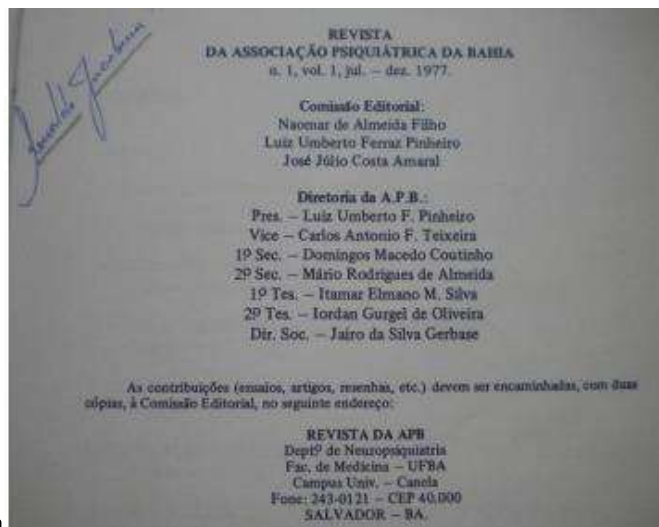 REVISTA
DA ASSOCIAÇÃO PSIQUIÁTRICA DA BAHIA
n. 1, vol. 1, jul. — dez. 1977.
Comissão Editorial:
Naomar de Almeida Filho
Luiz Umberto Ferraz Pinheiro
José Júlio Costa Amaral
Diretoria da A.P.B.:
Pres. — Luiz Umberto F. Pinheiro
Vice — Carlos Antonio F. Teixeira
1º Sec. — Domingos Macedo Coutinho
2º Sec. — Mário Rodrigues de Almeida
1º Tes. — Itamar Elmano M. Silva
2º Tes. — Iordan Gurgel de Oliveira
Dir. Soc. — Jairo da Silva Gerbase
As contribuições (ensaios, artigos, resenhas, etc.) devem ser encaminhadas, com duas
cópias, à Comissão Editorial, no seguinte endereço:
REVISTA DA APB
Deptº de Neuropsiquiatria
Fac. de Medicina — UFBA
Campus Univ. — Canela
Fone: 243-0121 — CEP 40.000
SALVADOR — BA.